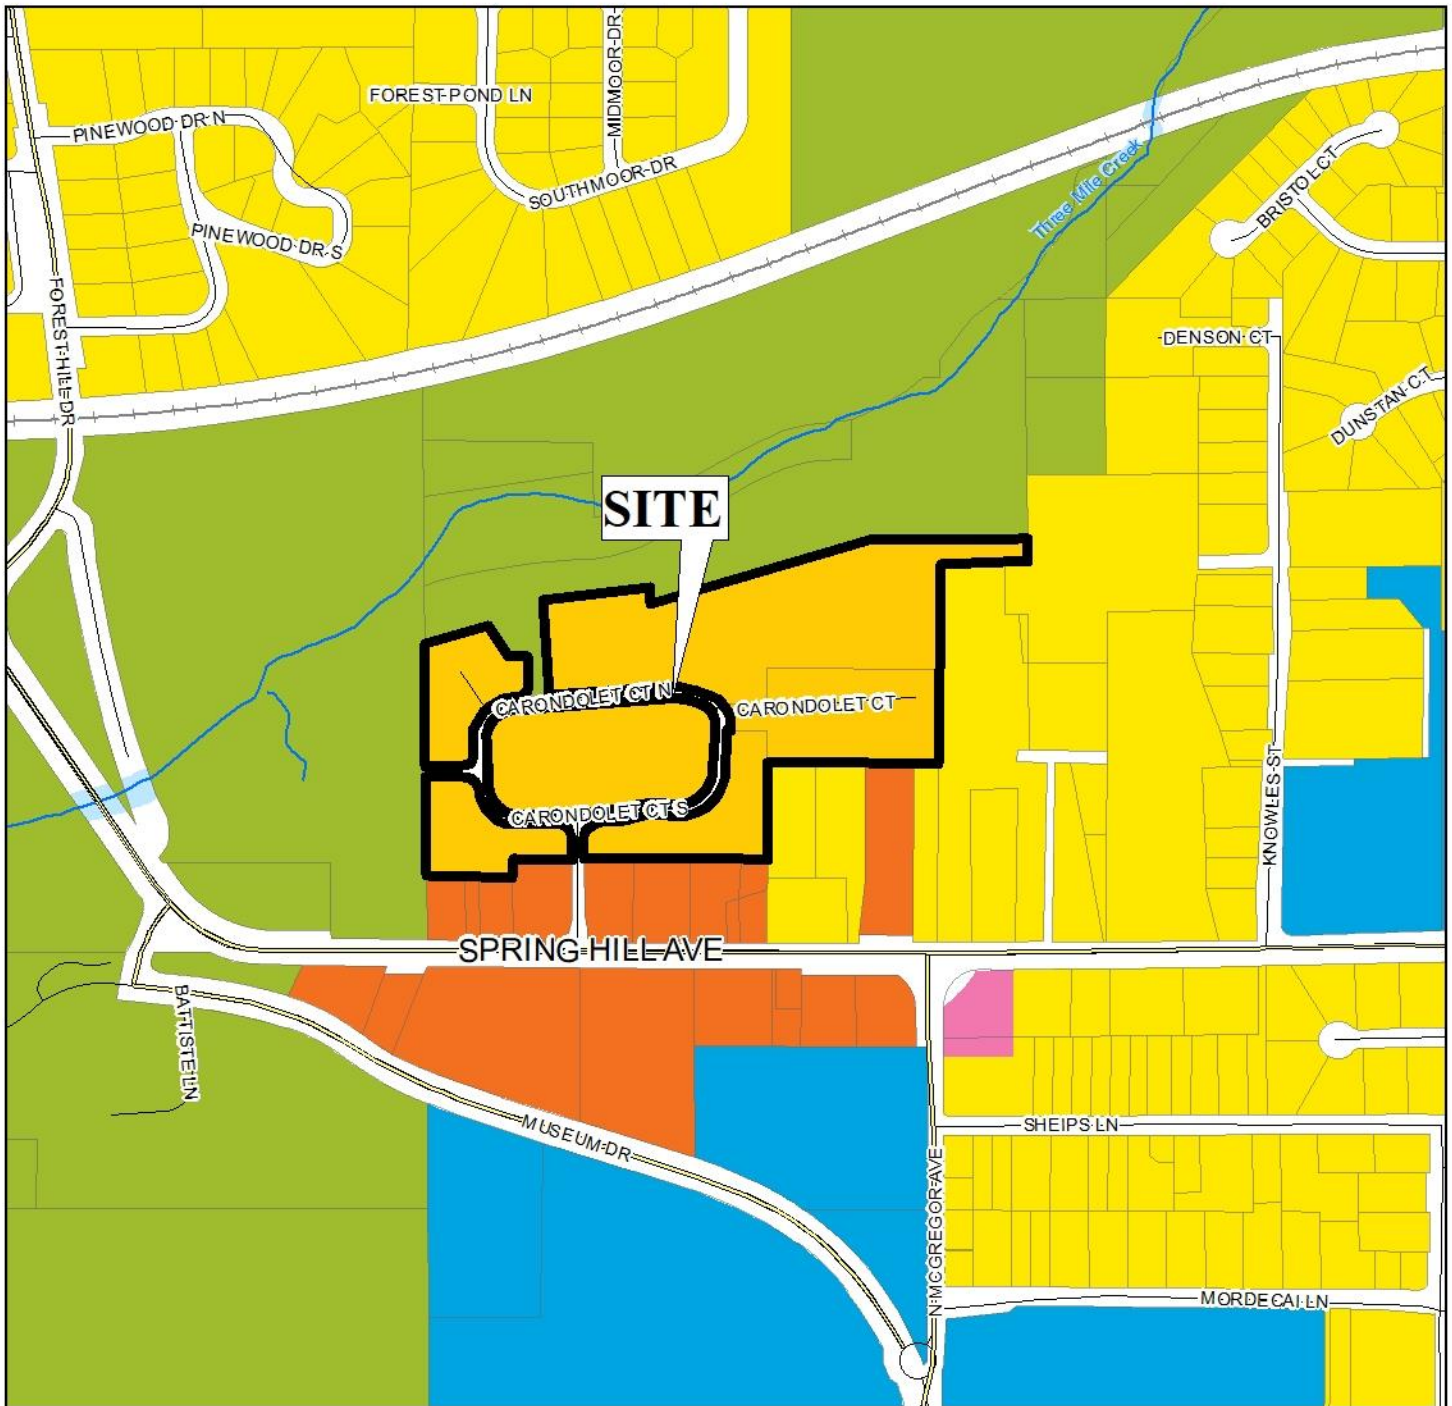 MIDMOOR-DR
FOREST-POND LN
PINEWOOD-DR-N
SOUTHMOOR-DR
Three Mile Creek
BRISTOL-CT
PINEWOOD-DR-S
FOREST-HILL-DR
DENSON-CT
DUNSTAN-CT
SITE
CARONDOLET CT N
CARONDOLET CT
CARONDOLET CT S
KNOWLES-ST
SPRING HILL AVE
BATTISTE LN
MUSEUM-DR
SHEIPS-LN
N-MCGREGOR-AVE
MORDECAI-LN